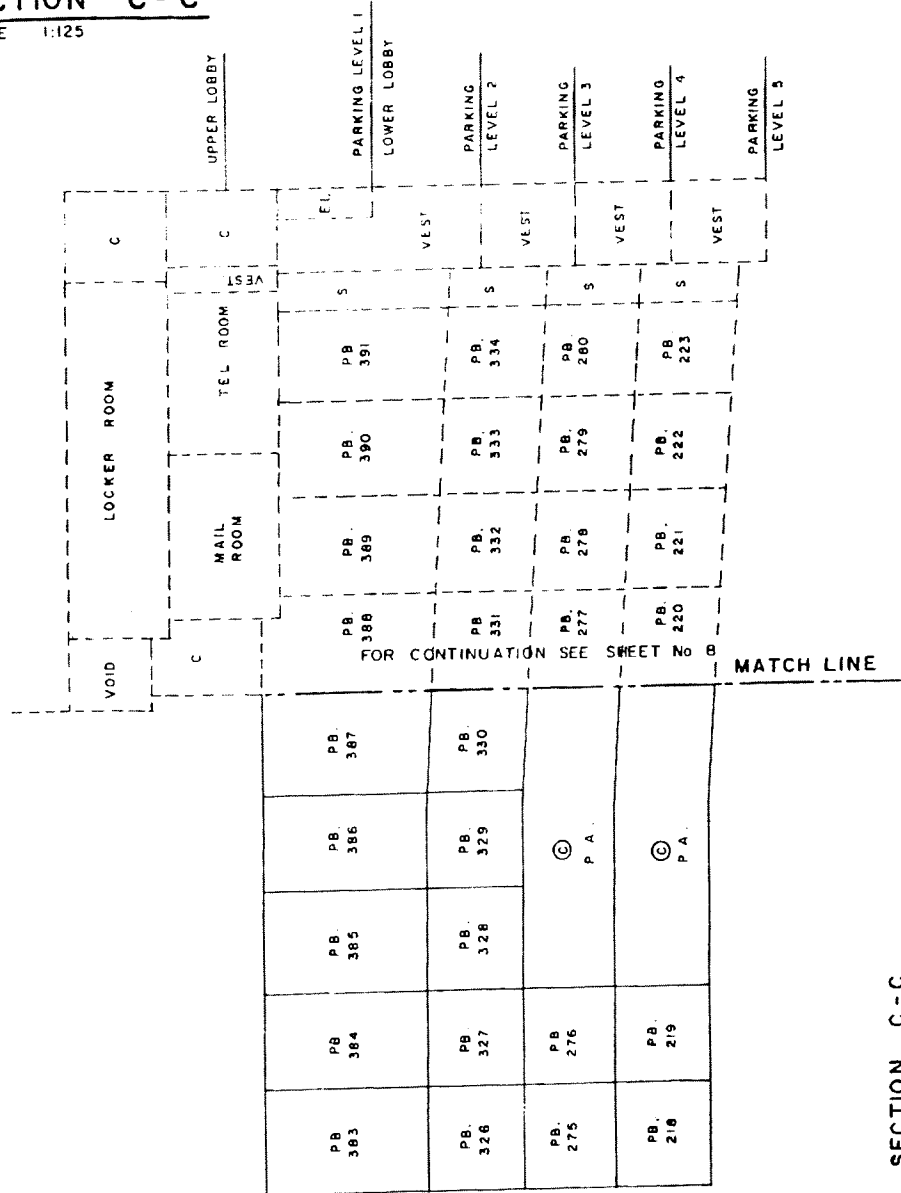 CTION C-C
E 1:125
UPPER LOBBY
PARKING LEVEL 1
LOWER LOBBY
PARKING
LEVEL 2
PARKING
LEVEL 3
PARKING
LEVEL 4
PARKING
LEVEL 5
C
C
EL
VEST
VEST
VEST
VEST
VEST
LOCKER ROOM
TEL ROOM
MAIL
ROOM
VOID
C
S
S
S
S
PB
391
PB.
334
PB.
280
PB.
223
PB.
390
PB.
333
PB.
279
PB.
222
PB.
389
PB.
332
PB.
278
PB.
221
PB.
388
PB.
331
PB.
277
PB.
220
FOR CONTINUATION SEE SHEET No 8
MATCH LINE
PB.
387
PB.
330
PB.
386
PB.
329
C
P.A.
C
P.A.
PB.
385
PB.
328
PB
384
PB.
327
PB
276
PB.
219
PB
383
PB.
326
PB.
275
PB.
218
SECTION C-C